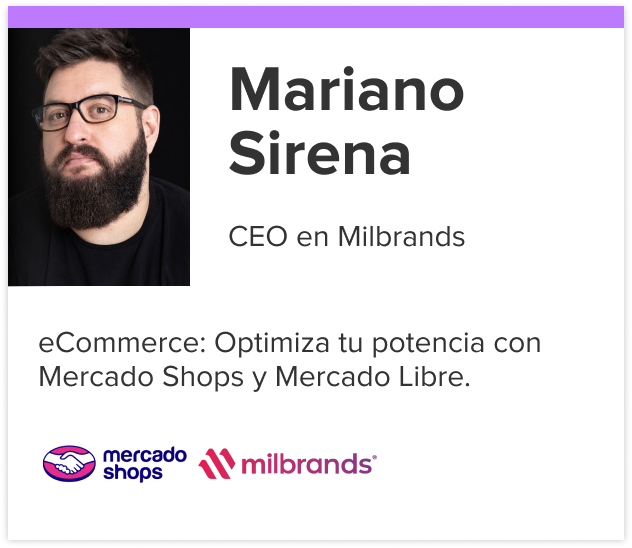 Mariano
Sirena
CEO en Milbrands
eCommerce: Optimiza tu potencia con
Mercado Shops y Mercado Libre.
mercado
shops
milbrands®